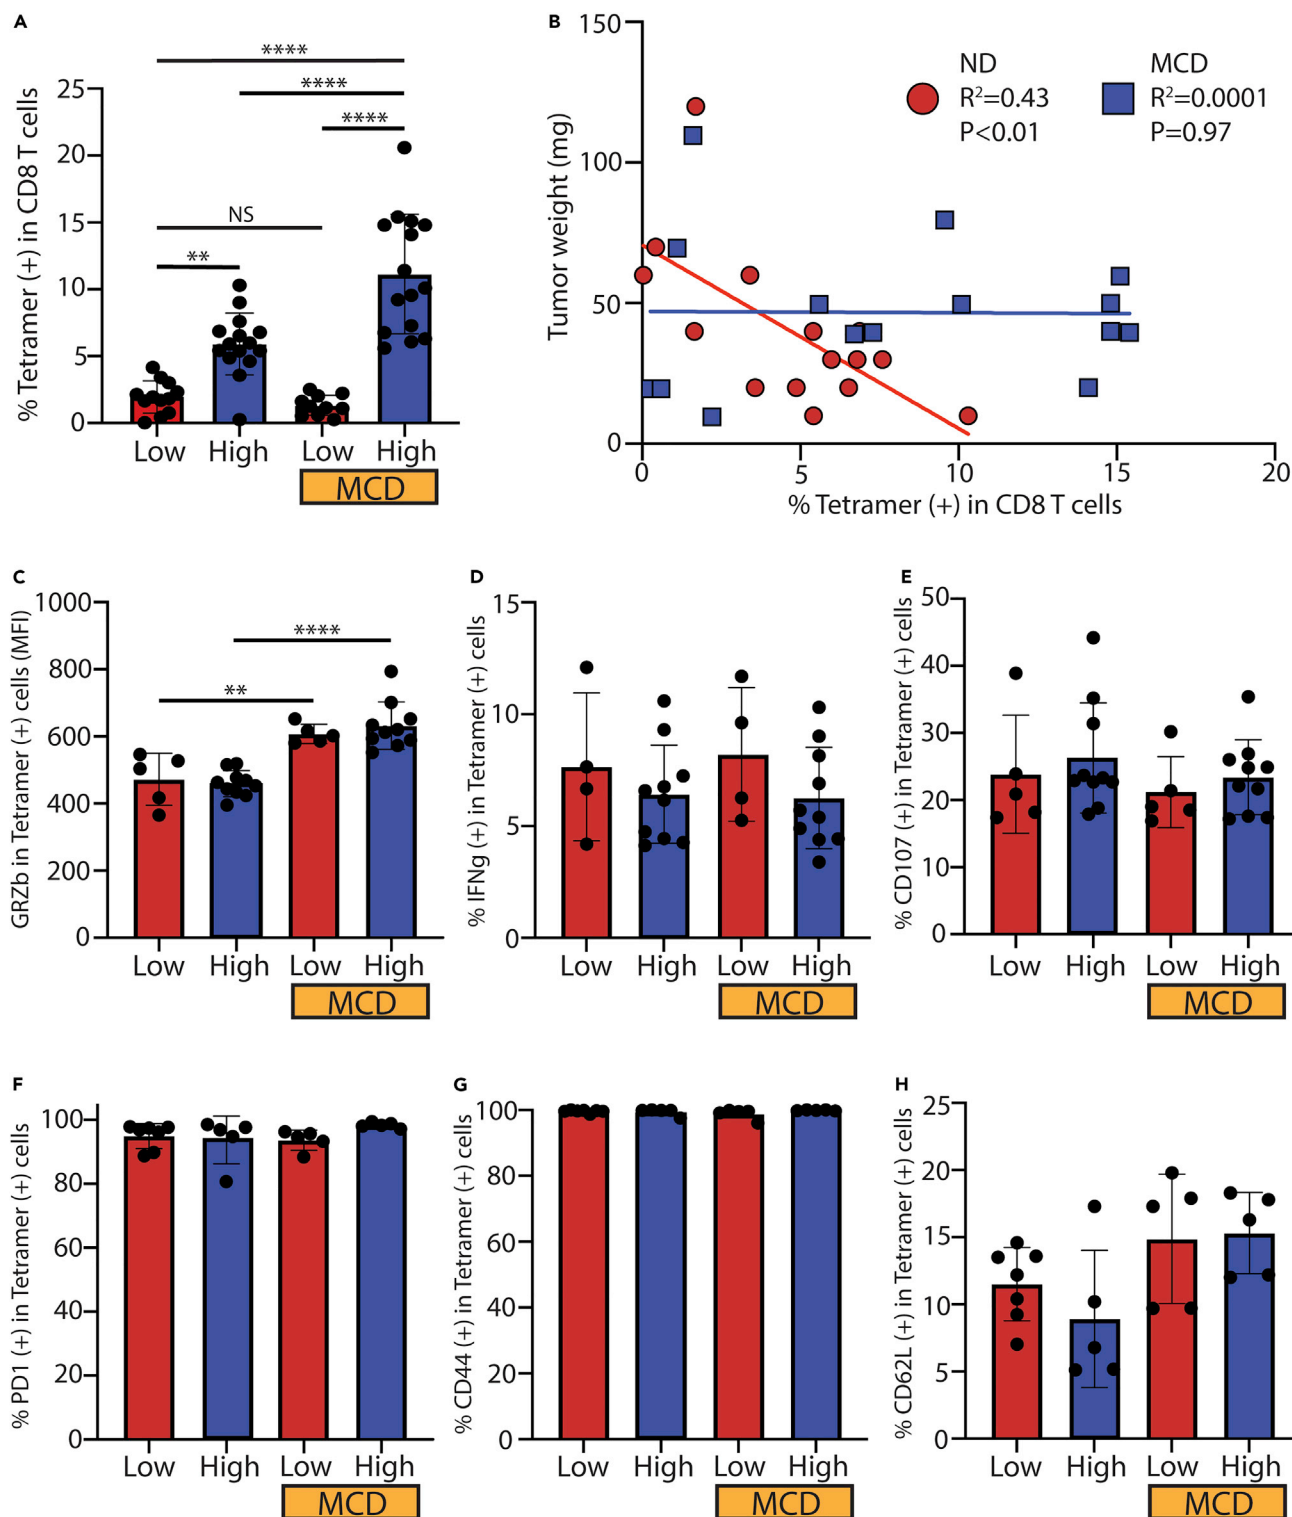 A
% Tetramer (+) in CD8 T cells
25
20
15
10
5
0
****
****
****
NS
**
Low
High
Low
High
MCD
B
Tumor weight (mg)
150
100
50
0
ND
R²=0.43
P<0.01
MCD
R²=0.0001
P=0.97
0
5
10
15
20
% Tetramer (+) in CD8 T cells
C
GRZb in Tetramer (+) cells (MFI)
1000
800
600
400
200
0
****
**
Low
High
Low
High
MCD
D
% IFNg (+) in Tetramer (+) cells
15
10
5
0
Low
High
Low
High
MCD
E
% CD107 (+) in Tetramer (+) cells
50
40
30
20
10
0
Low
High
Low
High
MCD
F
% PD1 (+) in Tetramer (+) cells
100
80
60
40
20
0
Low
High
Low
High
MCD
G
% CD44 (+) in Tetramer (+) cells
100
80
60
40
20
0
Low
High
Low
High
MCD
H
% CD62L (+) in Tetramer (+) cells
25
20
15
10
5
0
Low
High
Low
High
MCD